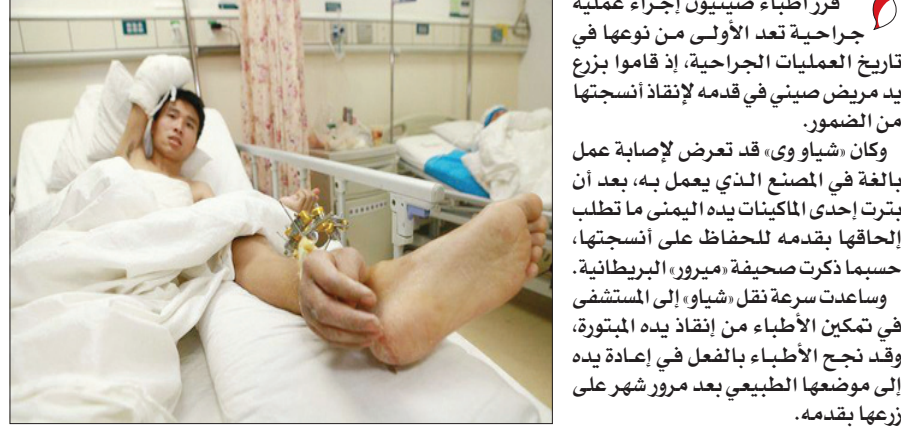 قرر أطباء صينيون إجراء عملية
جراحية تعد الأولى من نوعها في
تاريخ العمليات الجراحية، إذ قاموا بزرع
يد مريض صيني في قدمه لإنقاذ أنسجتها
من الضمور.
وكان «شياو وى» قد تعرض لإصابة عمل
بالغة في المصنع الذي يعمل به، بعد أن
بترت إحدى الماكينات يده اليمنى ما تطلب
إلحاقها بقدمه للحفاظ على أنسجتها،
حسبما ذكرت صحيفة «ميرور» البريطانية.
وساعدت سرعة نقل «شياو» إلى المستشفى
في تمكين الأطباء من إنقاذ يده المبتورة،
وقد نجح الأطباء بالفعل في إعادة يده
إلى موضعها الطبيعي بعد مرور شهر على
زرعها بقدمه.